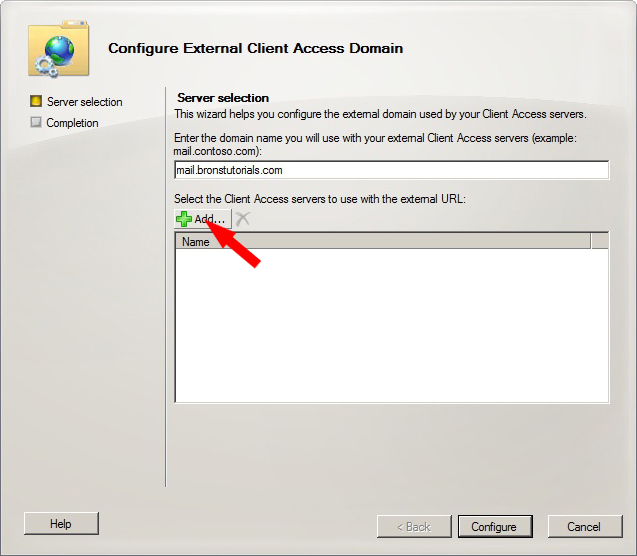 Configure External Client Access Domain
Server selection
Completion
Server selection
This wizard helps you configure the external domain used by your Client Access servers.
Enter the domain name you will use with your external Client Access servers (example:
mail.contoso.com):
mail.bronstutorials.com
Select the Client Access servers to use with the external URL:
Add...
Name
Help
< Back
Configure
Cancel